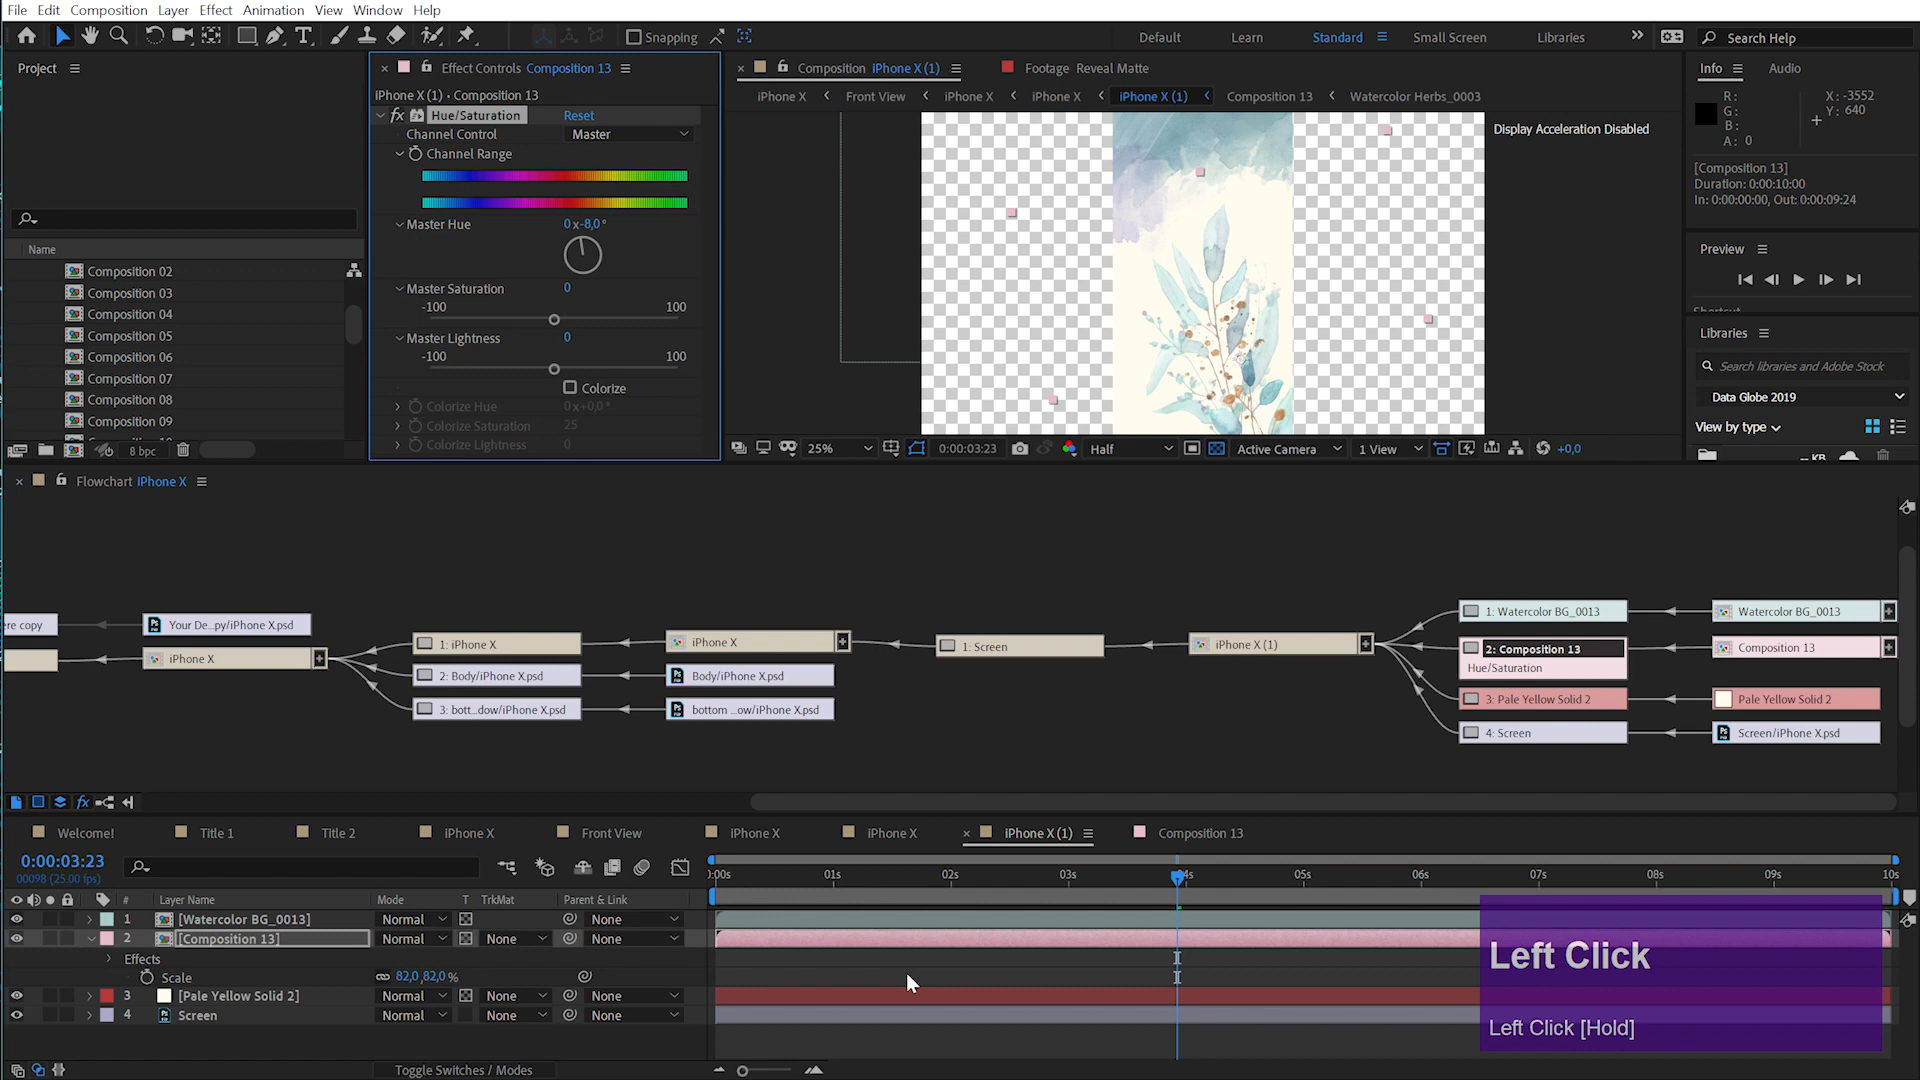 File Edit Composition Layer Effect Animation View Window Help
Snapping
Default Learn Standard Small Screen Libraries
Search Help
Project
Name
Composition 02
Composition 03
Composition 04
Composition 05
Composition 06
Composition 07
Composition 08
Composition 09
8 bpc
Effect Controls Composition 13
iPhone X (1) • Composition 13
fx Hue/Saturation Reset
Channel Control Master
Channel Range
Master Hue 0x-8,0°
Master Saturation 0
-100 100
Master Lightness 0
-100 100
Colorize
Colorize Hue 0x+0,0°
Colorize Saturation 25
Colorize Lightness 0
Composition iPhone X (1)
Footage Reveal Matte
iPhone X Front View iPhone X iPhone X iPhone X (1) Composition 13 Watercolor Herbs_0003
Display Acceleration Disabled
25% 0:00:03:23 Half Active Camera 1 View +0,0
Info Audio
R:
G:
B:
A: 0
X: -3552
Y: 640
[Composition 13]
Duration: 0:00:10:00
In: 0:00:00:00, Out: 0:00:09:24
Preview
Libraries
Search libraries and Adobe Stock
Data Globe 2019
View by type
-- KB
Flowchart iPhone X
re copy
Your De...py/iPhone X.psd
iPhone X
1: iPhone X
2: Body/iPhone X.psd
3: bott...dow/iPhone X.psd
iPhone X
Body/iPhone X.psd
bottom ...ow/iPhone X.psd
1: Screen
iPhone X (1)
1: Watercolor BG_0013
2: Composition 13
Hue/Saturation
3: Pale Yellow Solid 2
4: Screen
Watercolor BG_0013
Composition 13
Pale Yellow Solid 2
Screen/iPhone X.psd
fx
Welcome! Title 1 Title 2 iPhone X Front View iPhone X iPhone X iPhone X (1) Composition 13
0:00:03:23
00098 (25.00 fps)
# Layer Name Mode T TrkMat Parent & Link
1 [Watercolor BG_0013] Normal None
2 [Composition 13] Normal None None
Effects
Scale 82,0,82,0 %
3 [Pale Yellow Solid 2] Normal None None
4 Screen Normal None None
Toggle Switches / Modes
):00s 01s 02s 03s 04s 05s 06s 07s 08s 09s 10s
Left Click
Left Click [Hold]